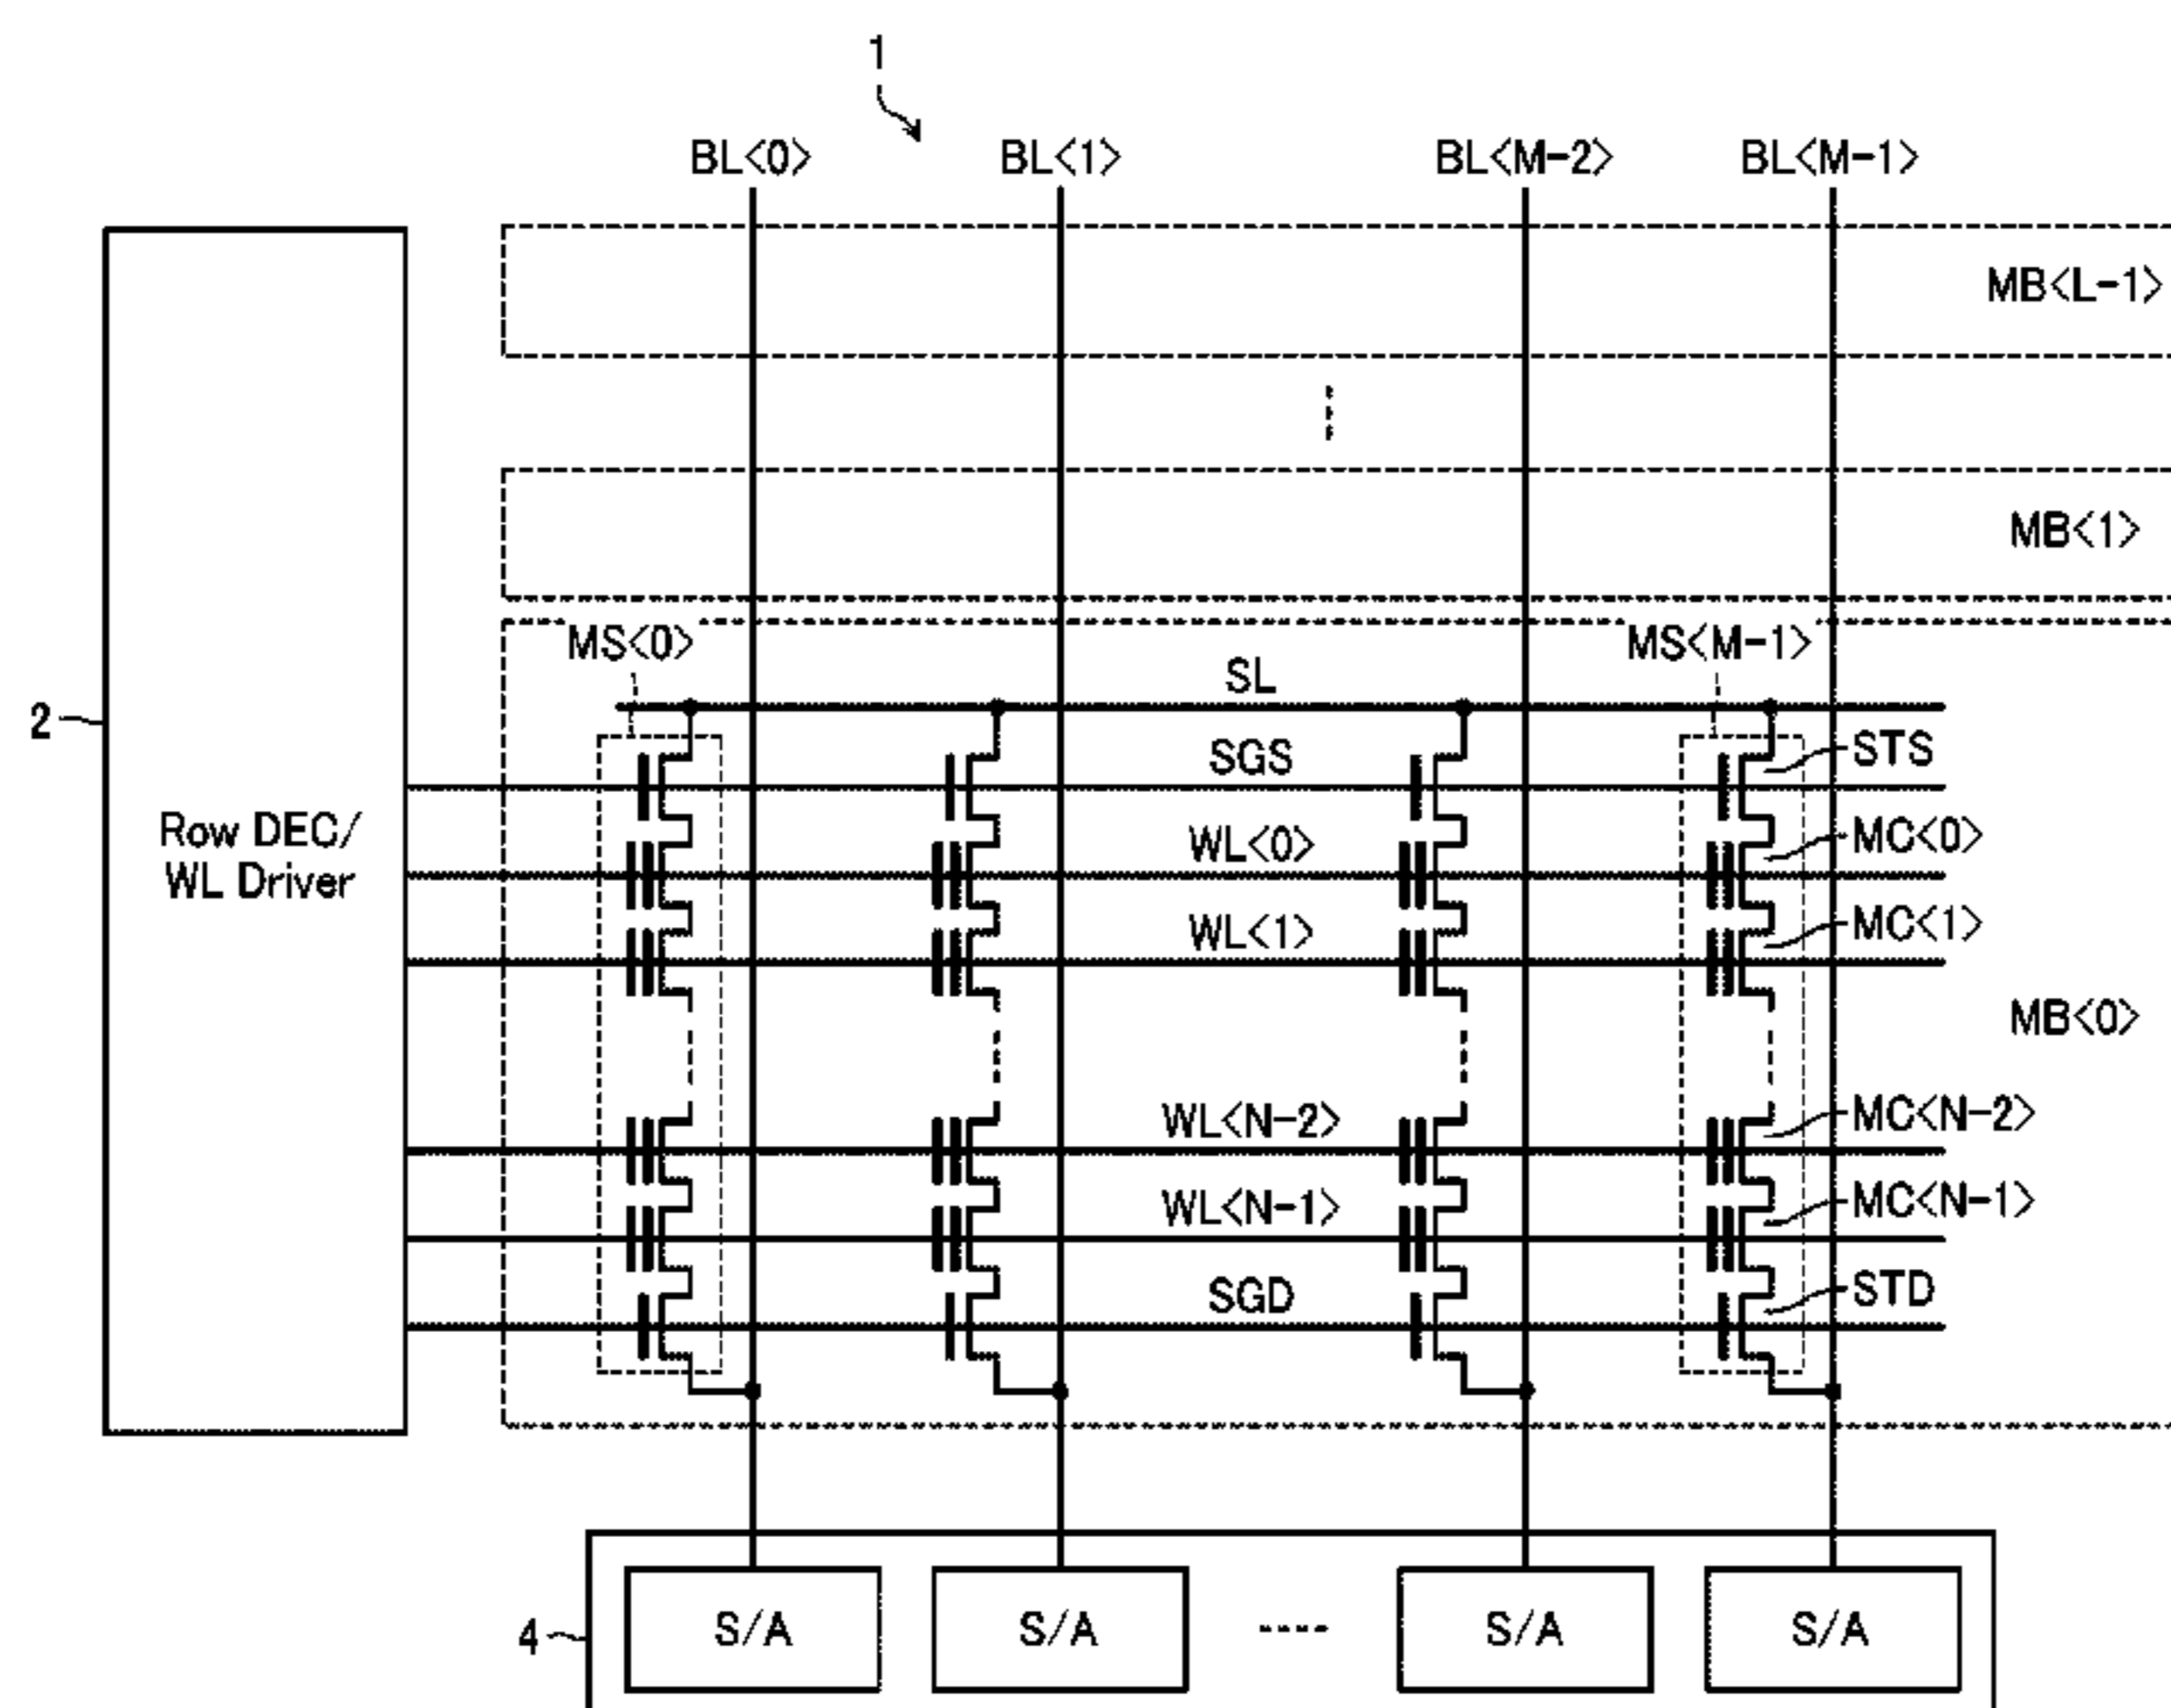 1
BL<0>
BL<1>
BL<M-2>
BL<M-1>
MB<L-1>
MB<1>
MS<0>
MS<M-1>
SL
2
SGS
STS
Row DEC/
WL Driver
WL<0>
MC<0>
WL<1>
MC<1>
MB<0>
WL<N-2>
MC<N-2>
WL<N-1>
MC<N-1>
SGD
STD
4
S/A
S/A
S/A
S/A